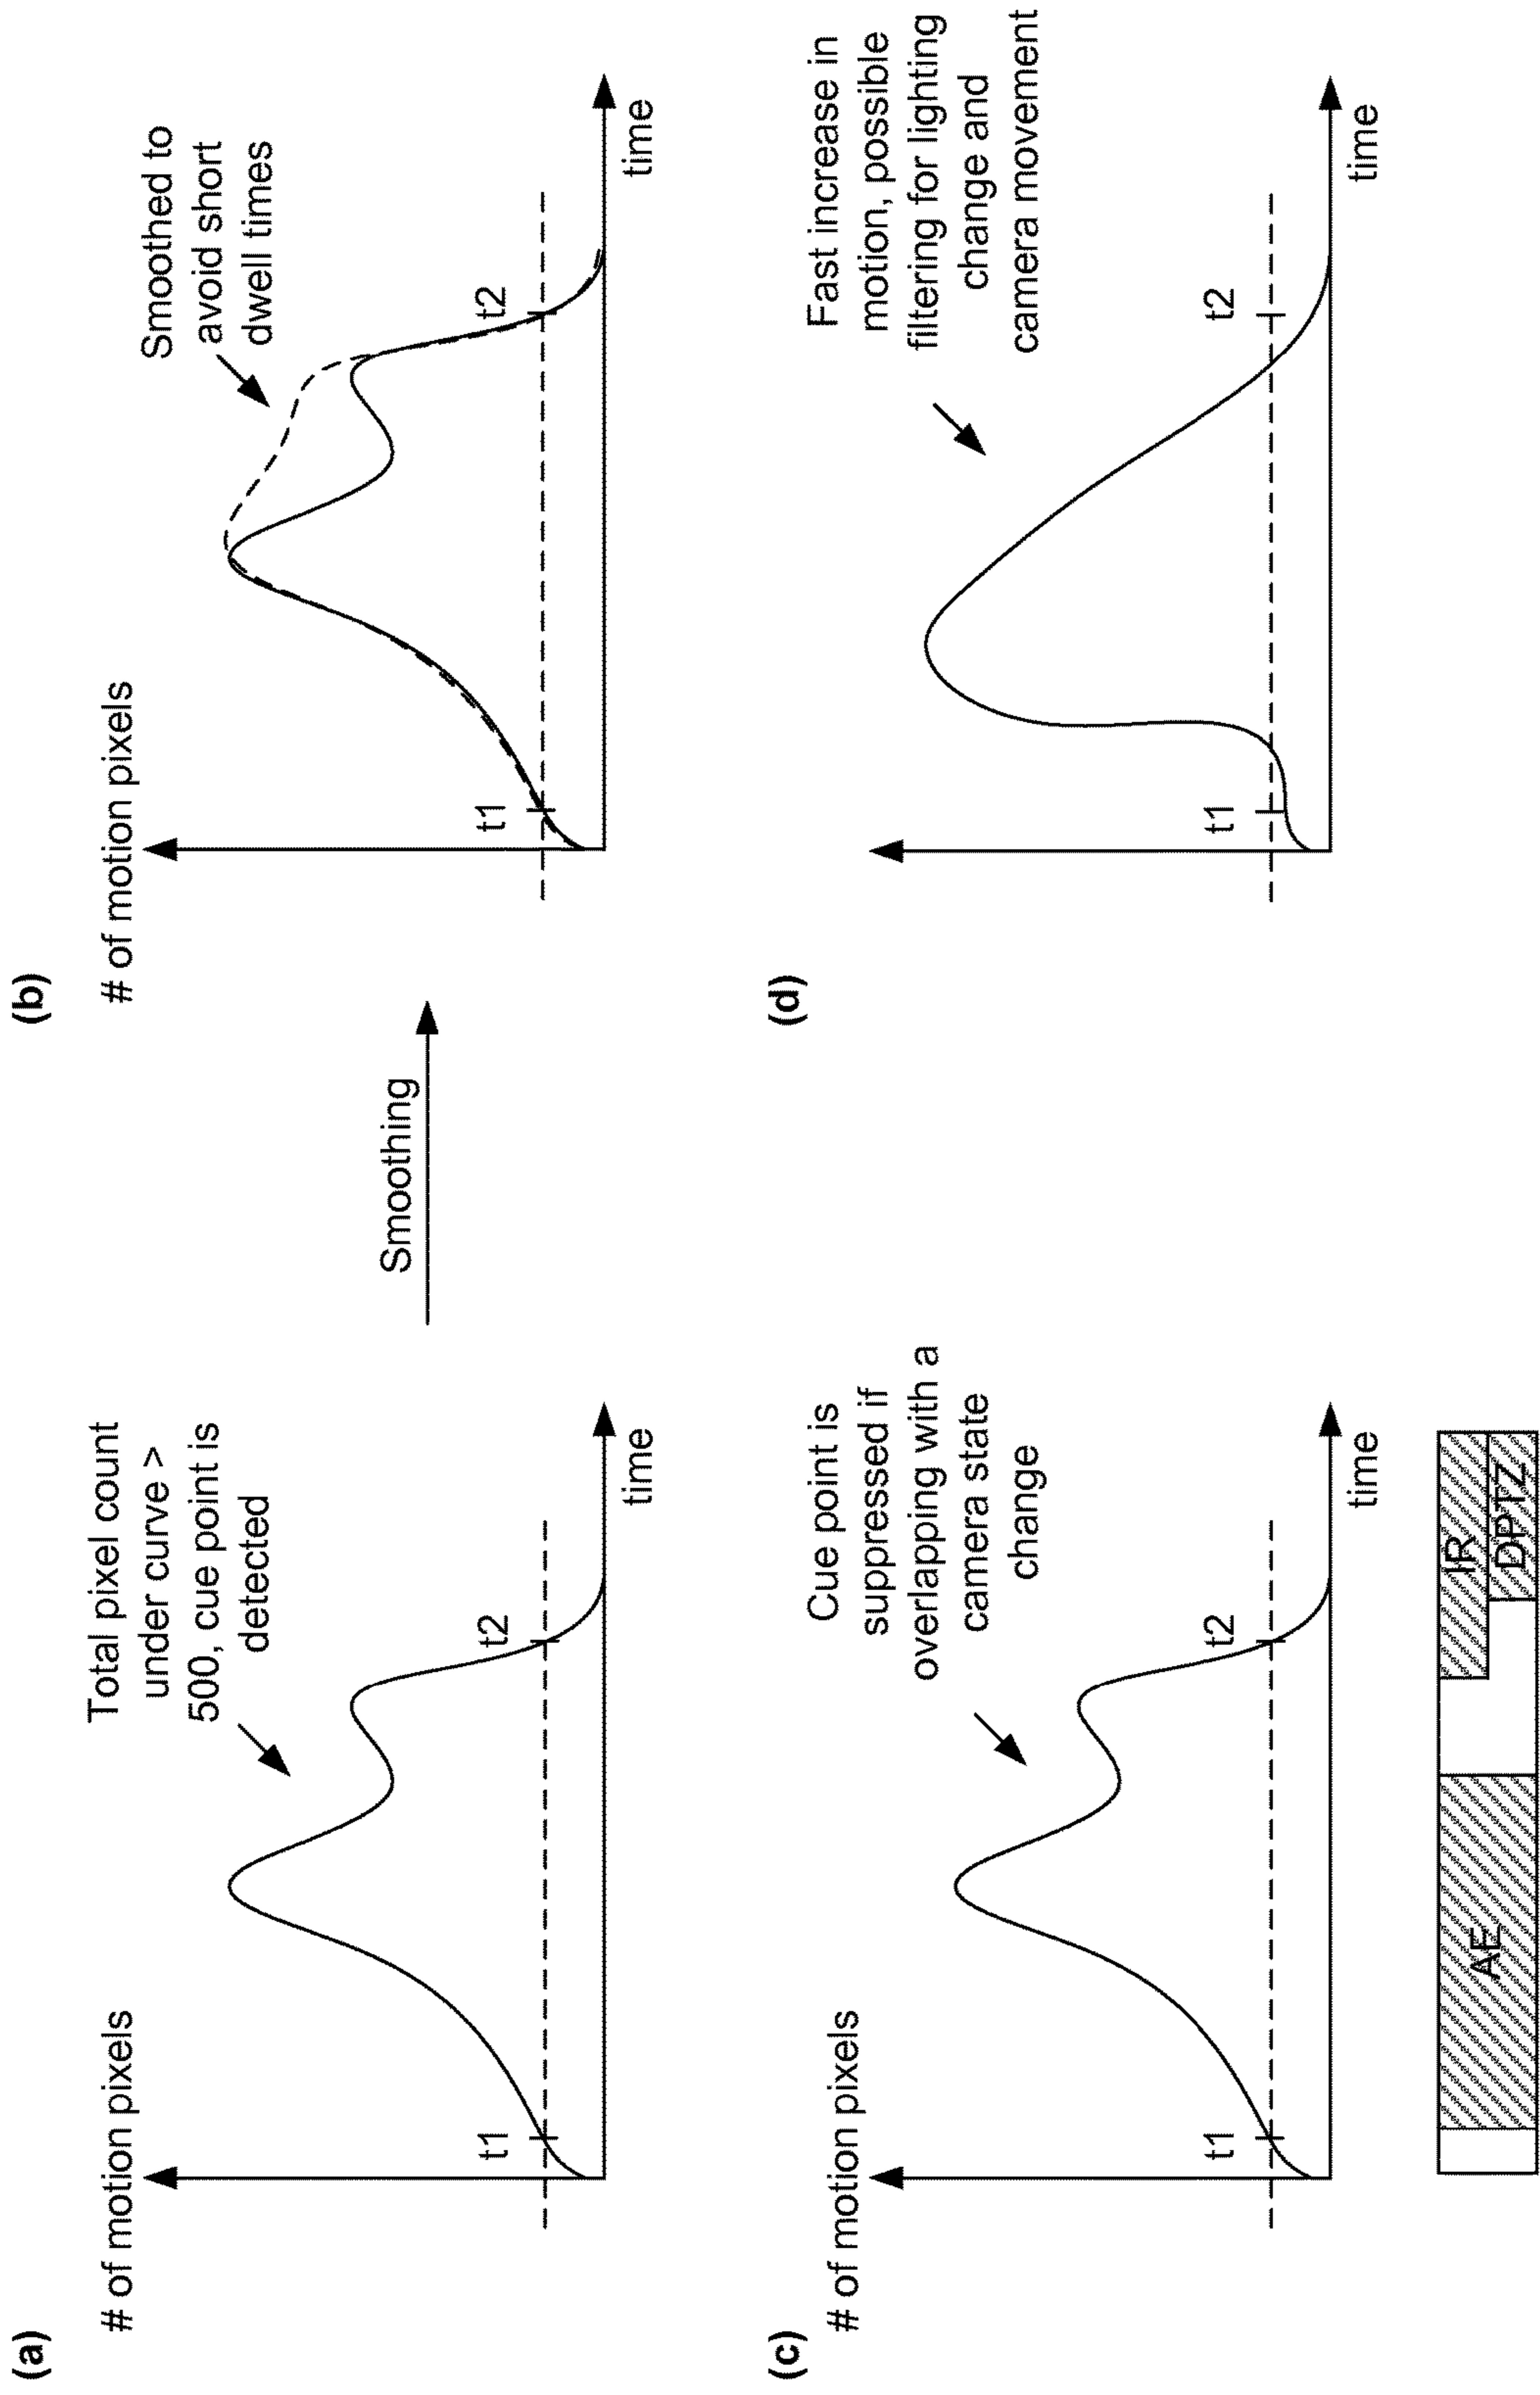 (a)
# of motion pixels
Total pixel count
under curve >
500, cue point is
detected
t1
t2
time
Smoothing
(b)
# of motion pixels
Smoothed to
avoid short
dwell times
t1
t2
time
(c)
# of motion pixels
Cue point is
suppressed if
overlapping with a
camera state
change
t1
t2
time
AE
IR
DPTZ
(d)
Fast increase in
motion, possible
filtering for lighting
change and
camera movement
t1
t2
time